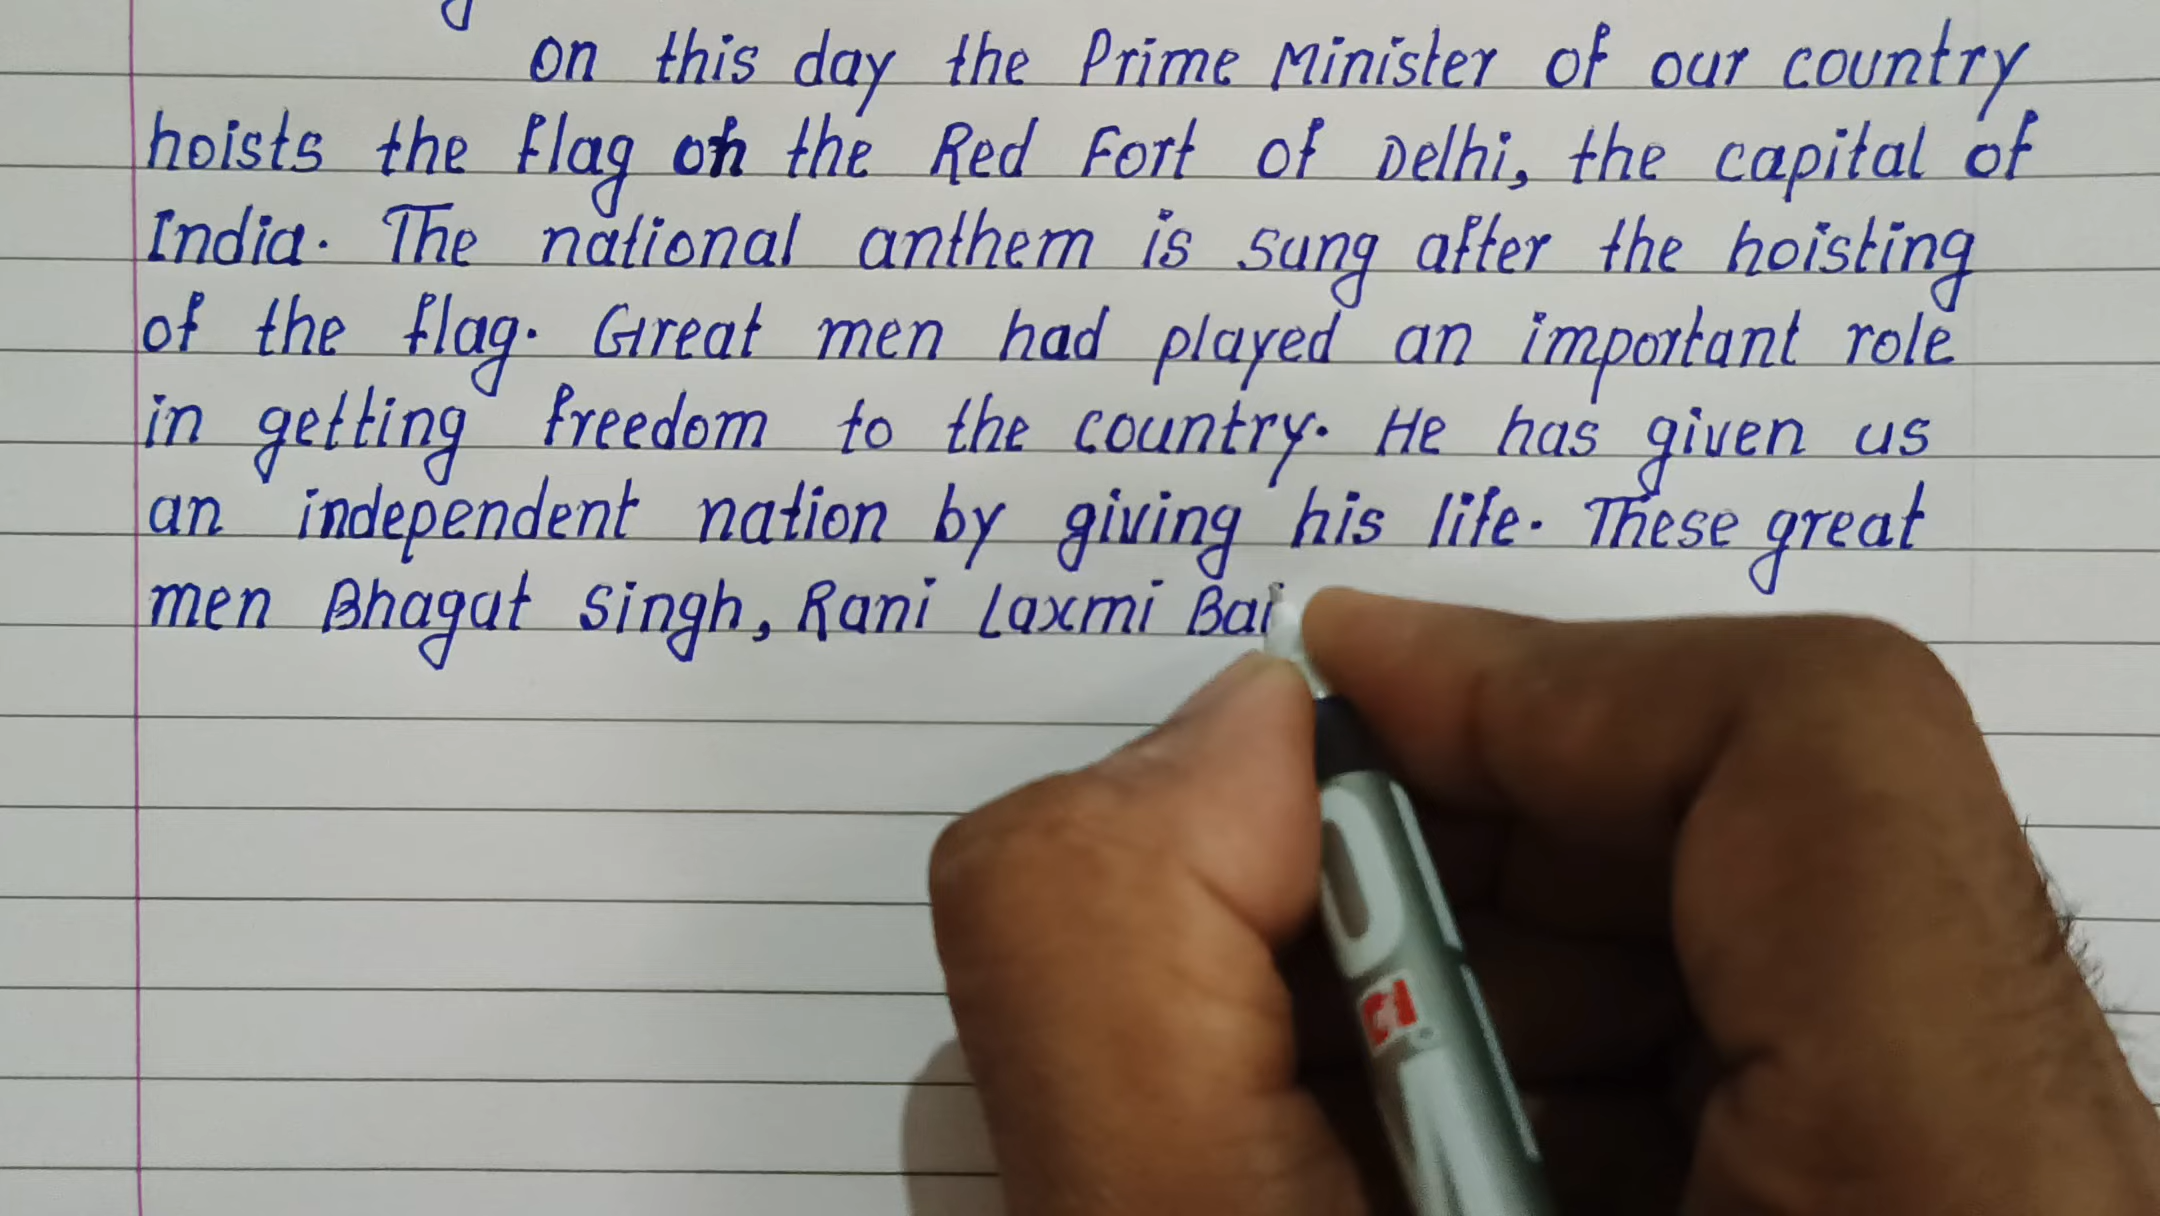 on this day the Prime Minister of our country
hoists the flag on the Red Fort of Delhi, the capital of
India. The national anthem is sung after the hoisting
of the flag. Great men had played an important role
in getting freedom to the country. He has given us
an independent nation by giving his life. These great
men Bhagat Singh, Rani Laxmi Bai